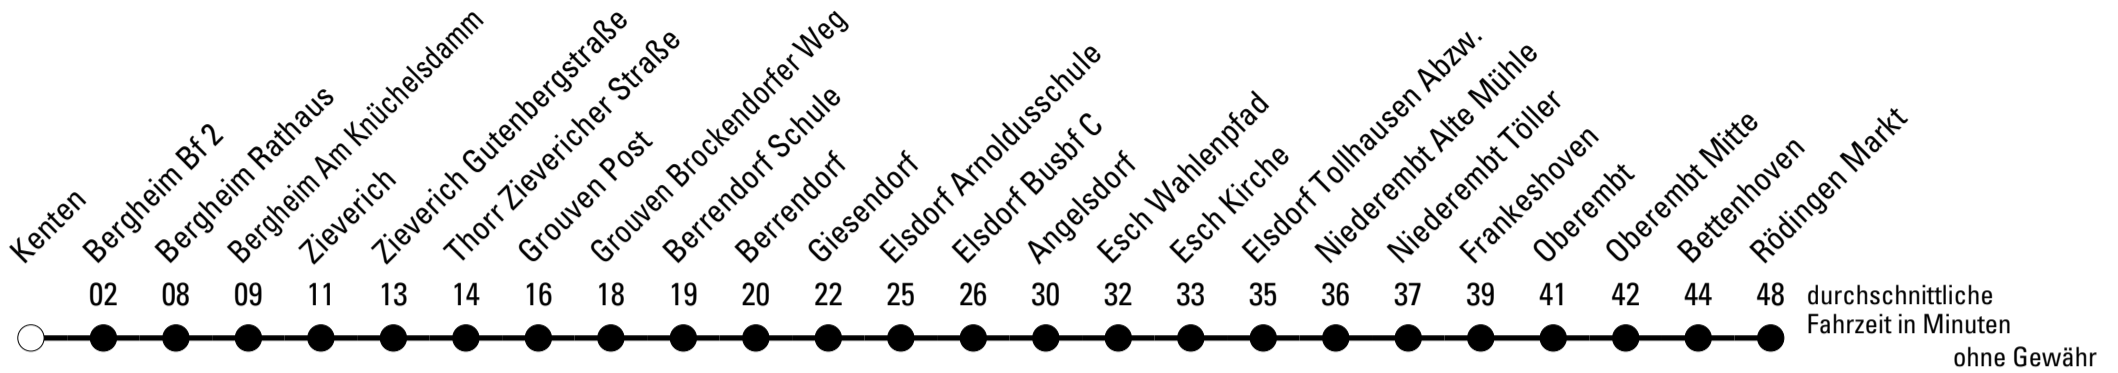 Kenten
Bergheim Bf 2
Bergheim Rathaus
Bergheim Am Knüchelsdamm
Zieverich
Zieverich Gutenbergstraße
Thorr Zievericher Straße
Grouven Post
Grouven Brockendorfer Weg
Berrendorf Schule
Berrendorf
Giesendorf
Elsdorf Arnoldusschule
Elsdorf Busbf C
Angelsdorf
Esch Wahlenpfad
Esch Kirche
Elsdorf Tollhausen Abzw.
Niederembt Alte Mühle
Niederembt Töller
Frankeshoven
Oberembt
Oberembt Mitte
Bettenhoven
Rödingen Markt
02 08 09 11 13 14 16 18 19 20 22 25 26 30 32 33 35 36 37 39 41 42 44 48 durchschnittliche
Fahrzeit in Minuten
ohne Gewähr